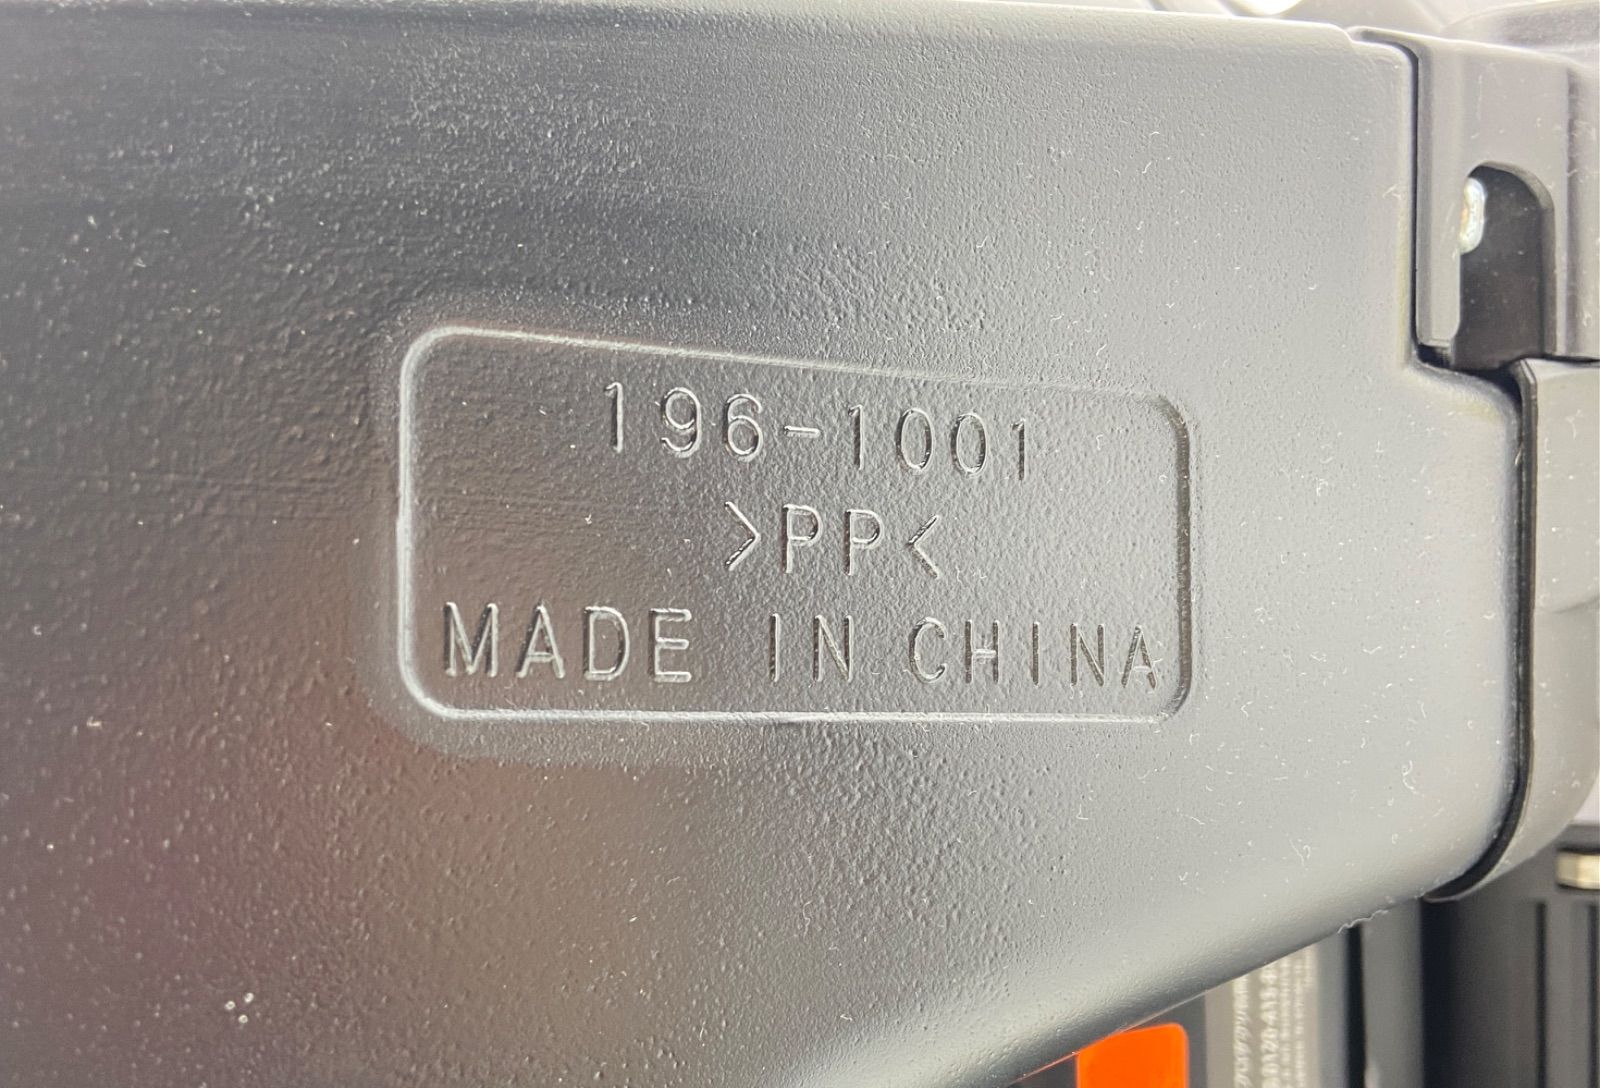 196-1001
>PP<
MADE IN CHINA